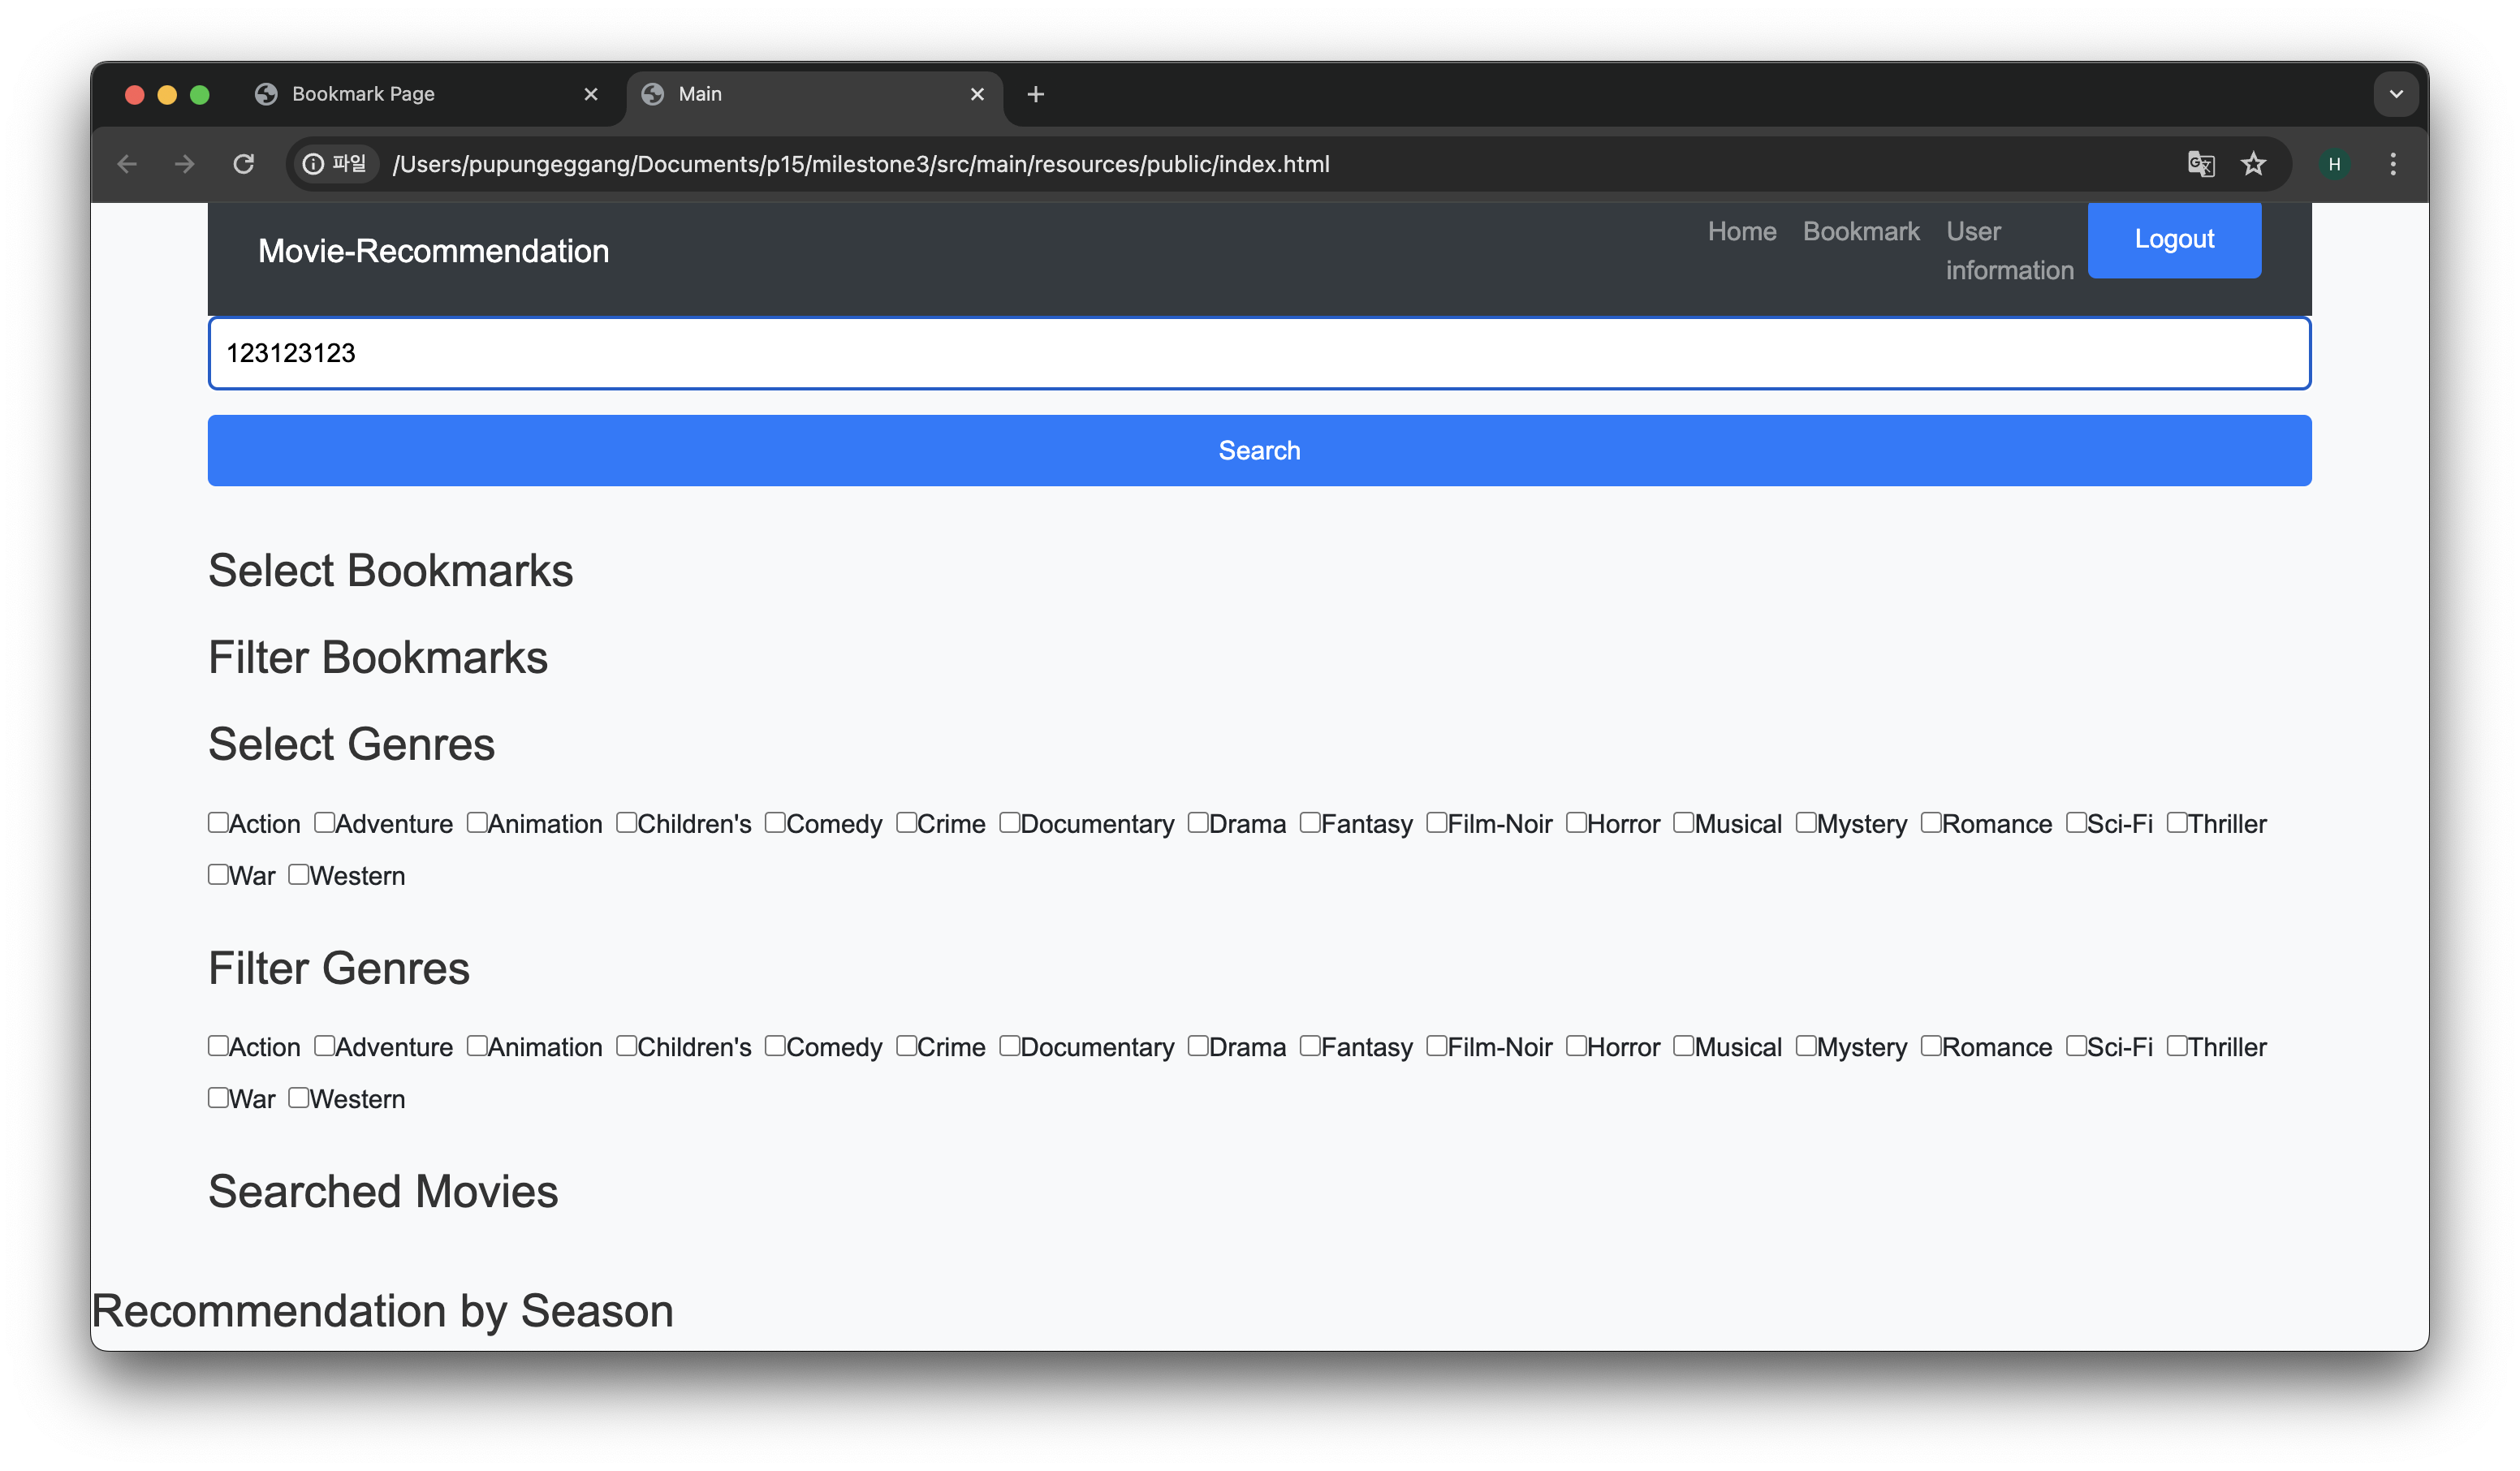 Bookmark Page
Main
파일 /Users/pupungeggang/Documents/p15/milestone3/src/main/resources/public/index.html
H
Movie-Recommendation
Home Bookmark User information Logout
123123123
Search
Select Bookmarks
Filter Bookmarks
Select Genres
Action Adventure Animation Children's Comedy Crime Documentary Drama Fantasy Film-Noir Horror Musical Mystery Romance Sci-Fi Thriller
War Western
Filter Genres
Action Adventure Animation Children's Comedy Crime Documentary Drama Fantasy Film-Noir Horror Musical Mystery Romance Sci-Fi Thriller
War Western
Searched Movies
Recommendation by Season